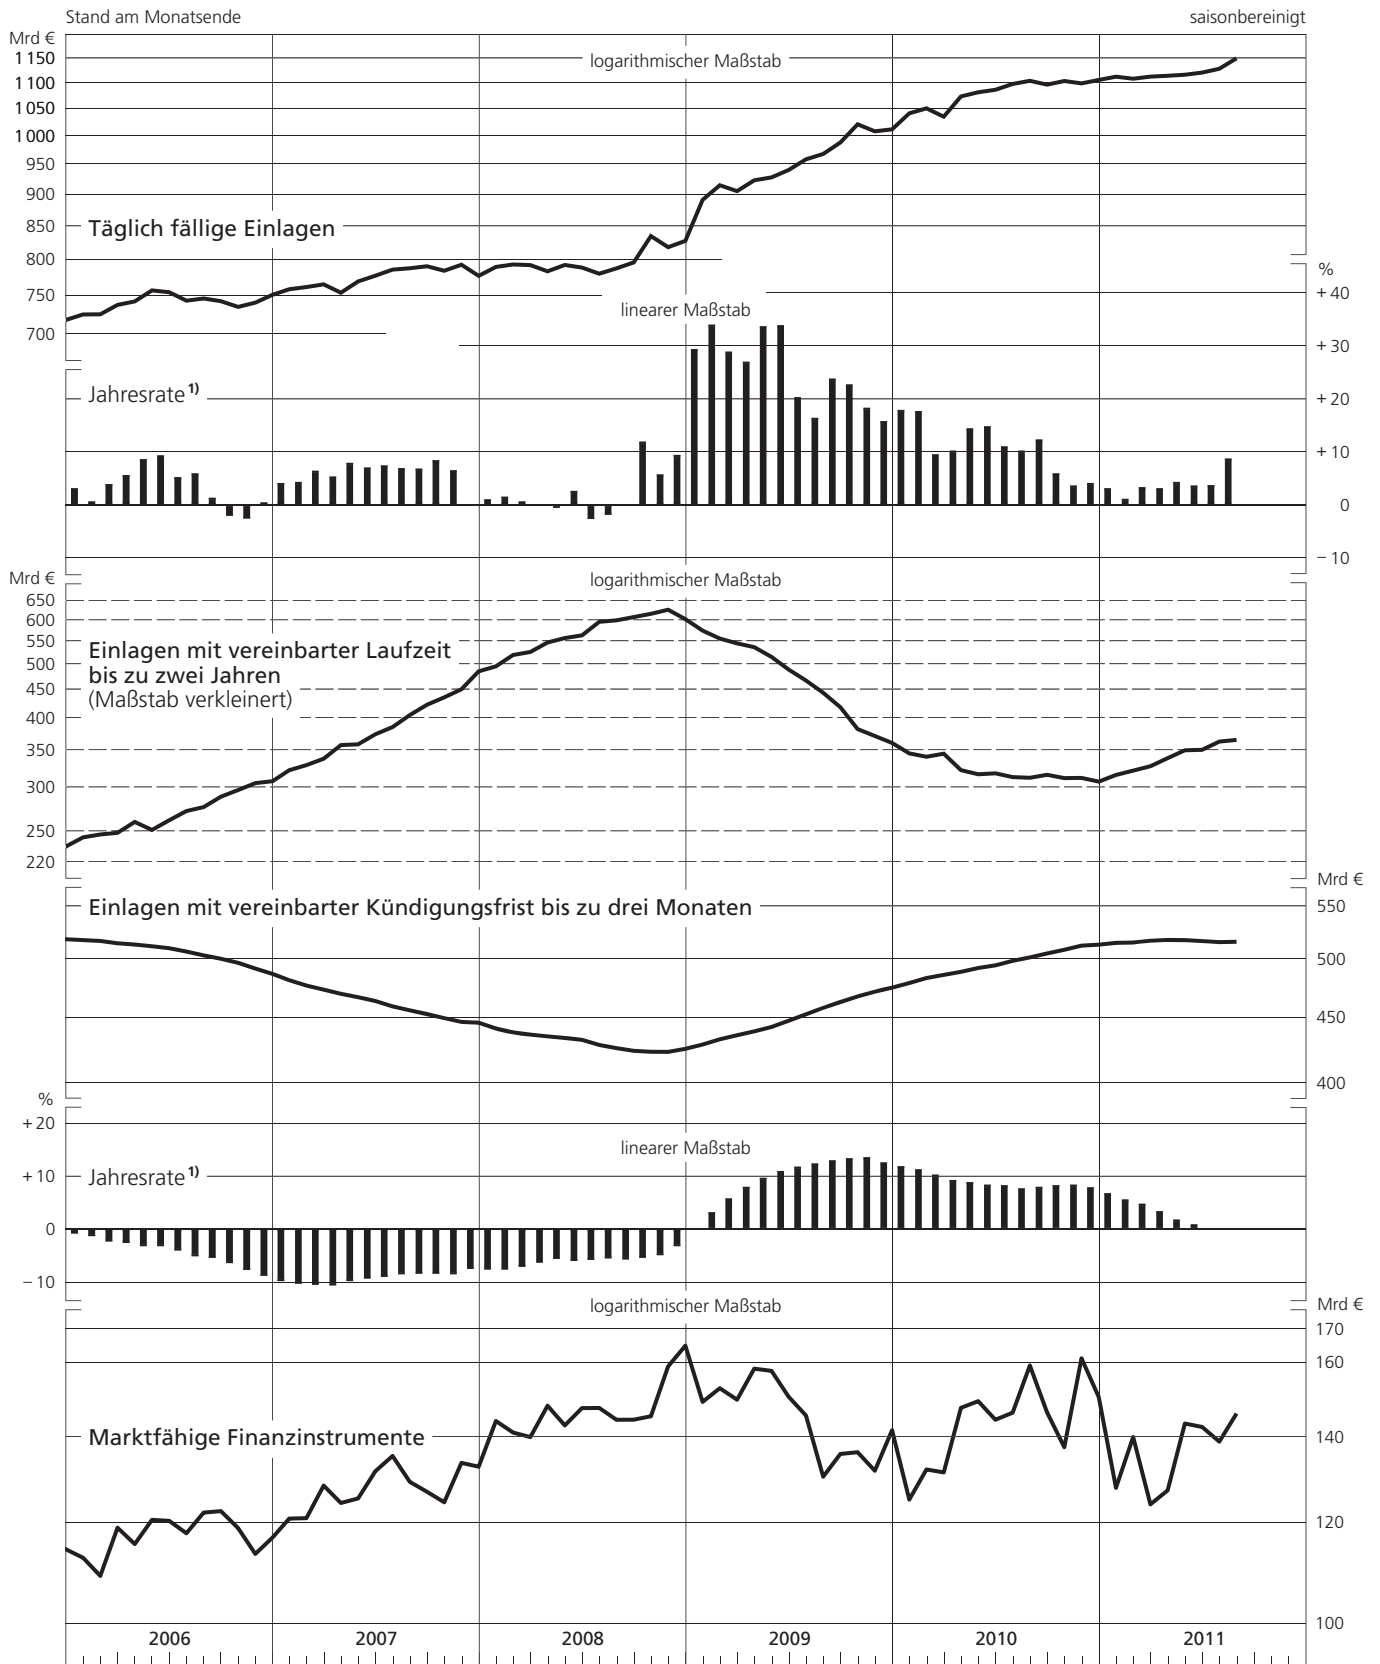 Stand am Monatsende saisonbereinigt
Mrd €
logarithmischer Maßstab
1 150
1 100
1 050
1 000
950
900
850
Täglich fällige Einlagen
800
%
750
+ 40
linearer Maßstab
700
+ 30
Jahresrate 1)
+ 20
+ 10
0
– 10
Mrd €
logarithmischer Maßstab
650
600
550
Einlagen mit vereinbarter Laufzeit
bis zu zwei Jahren
(Maßstab verkleinert)
500
450
400
350
300
250
220
Mrd €
Einlagen mit vereinbarter Kündigungsfrist bis zu drei Monaten
550
500
450
400
%
+ 20
linearer Maßstab
+ 10
Jahresrate 1)
0
– 10
logarithmischer Maßstab
Mrd €
170
160
Marktfähige Finanzinstrumente
140
120
100
2006 2007 2008 2009 2010 2011